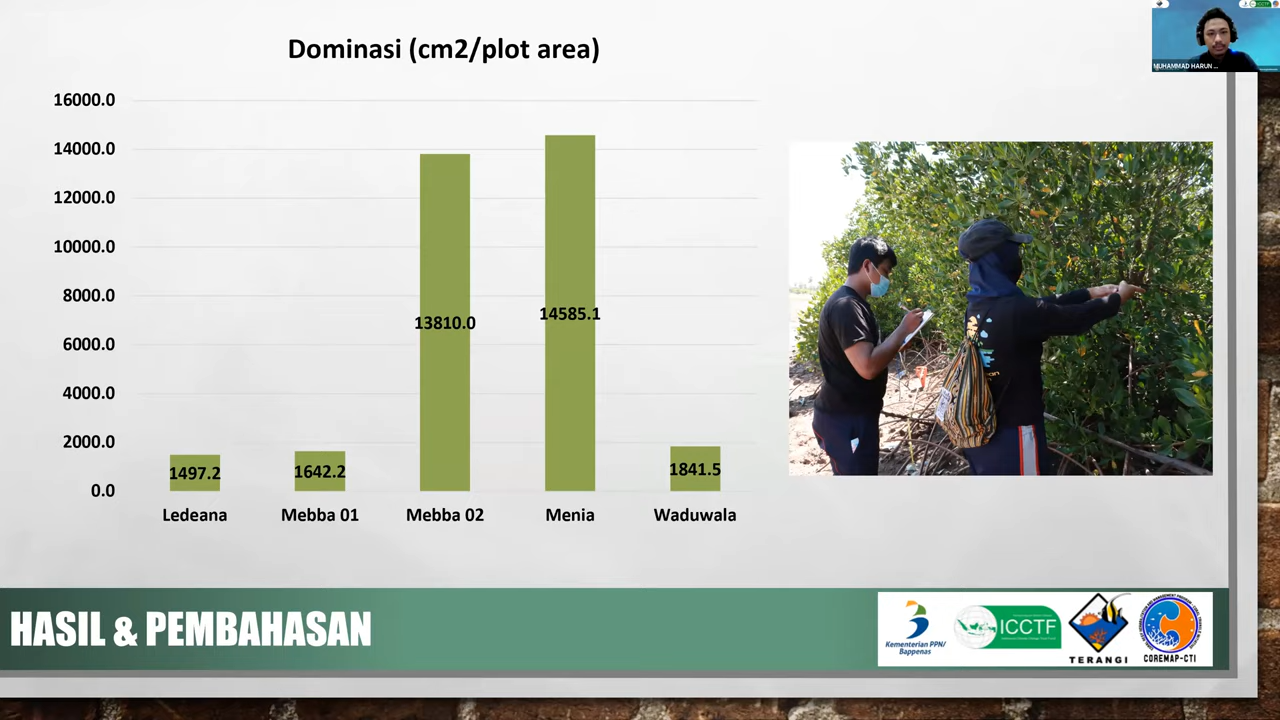 Dominasi (cm2/plot area)
16000.0
14000.0
12000.0
10000.0
8000.0
6000.0
4000.0
2000.0
0.0
1497.2
1642.2
13810.0
14585.1
1841.5
Ledeana
Mebba 01
Mebba 02
Menia
Waduwala
MUHAMMAD HARUN ...
HASIL & PEMBAHASAN
Kementerian PPN/
Bappenas
ICCTF
TERANGI
COREMAP-CTI